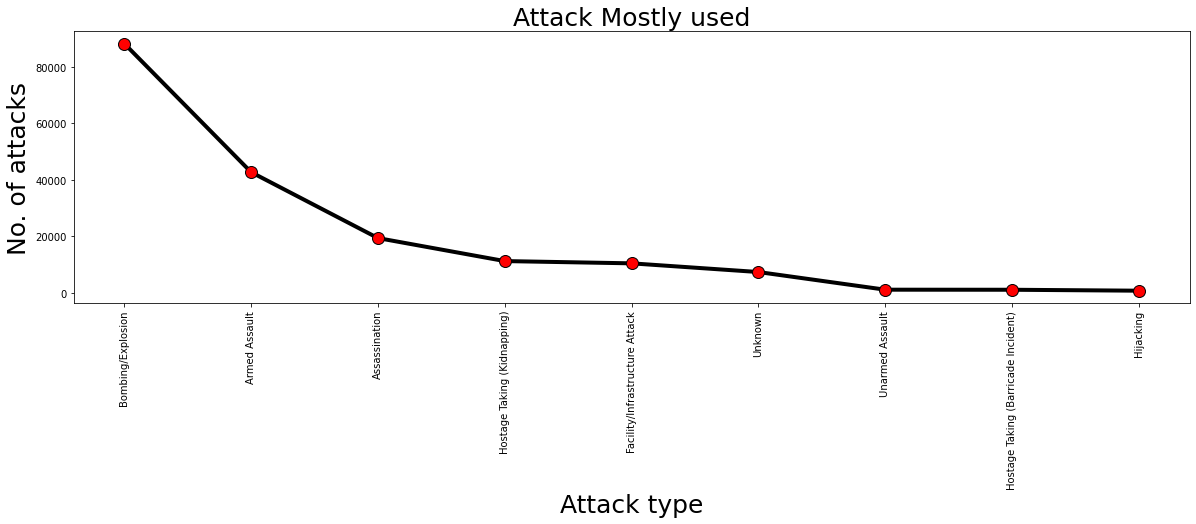 Attack Mostly used
No. of attacks
80000
60000
40000
20000
0
Bombing/Explosion
Armed Assault
Assassination
Hostage Taking (Kidnapping)
Facility/Infrastructure Attack
Unknown
Unarmed Assault
Hostage Taking (Barricade Incident)
Hijacking
Attack type